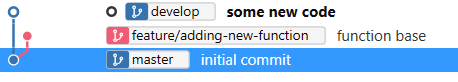 develop some new code
feature/adding-new-function function base
master initial commit